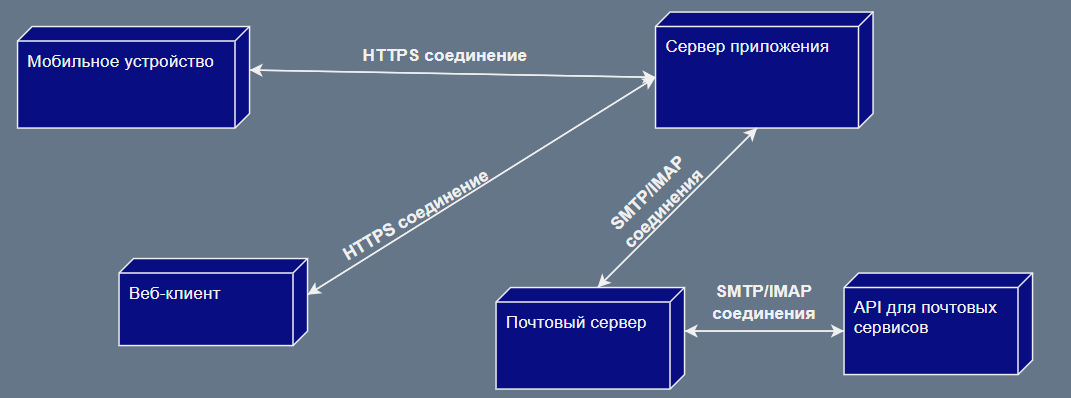 Мобильное устройство
HTTPS соединение
Сервер приложения
HTTPS соединение
SMTP/IMAP
соединения
Веб-клиент
Почтовый сервер
SMTP/IMAP
соединения
API для почтовых
сервисов